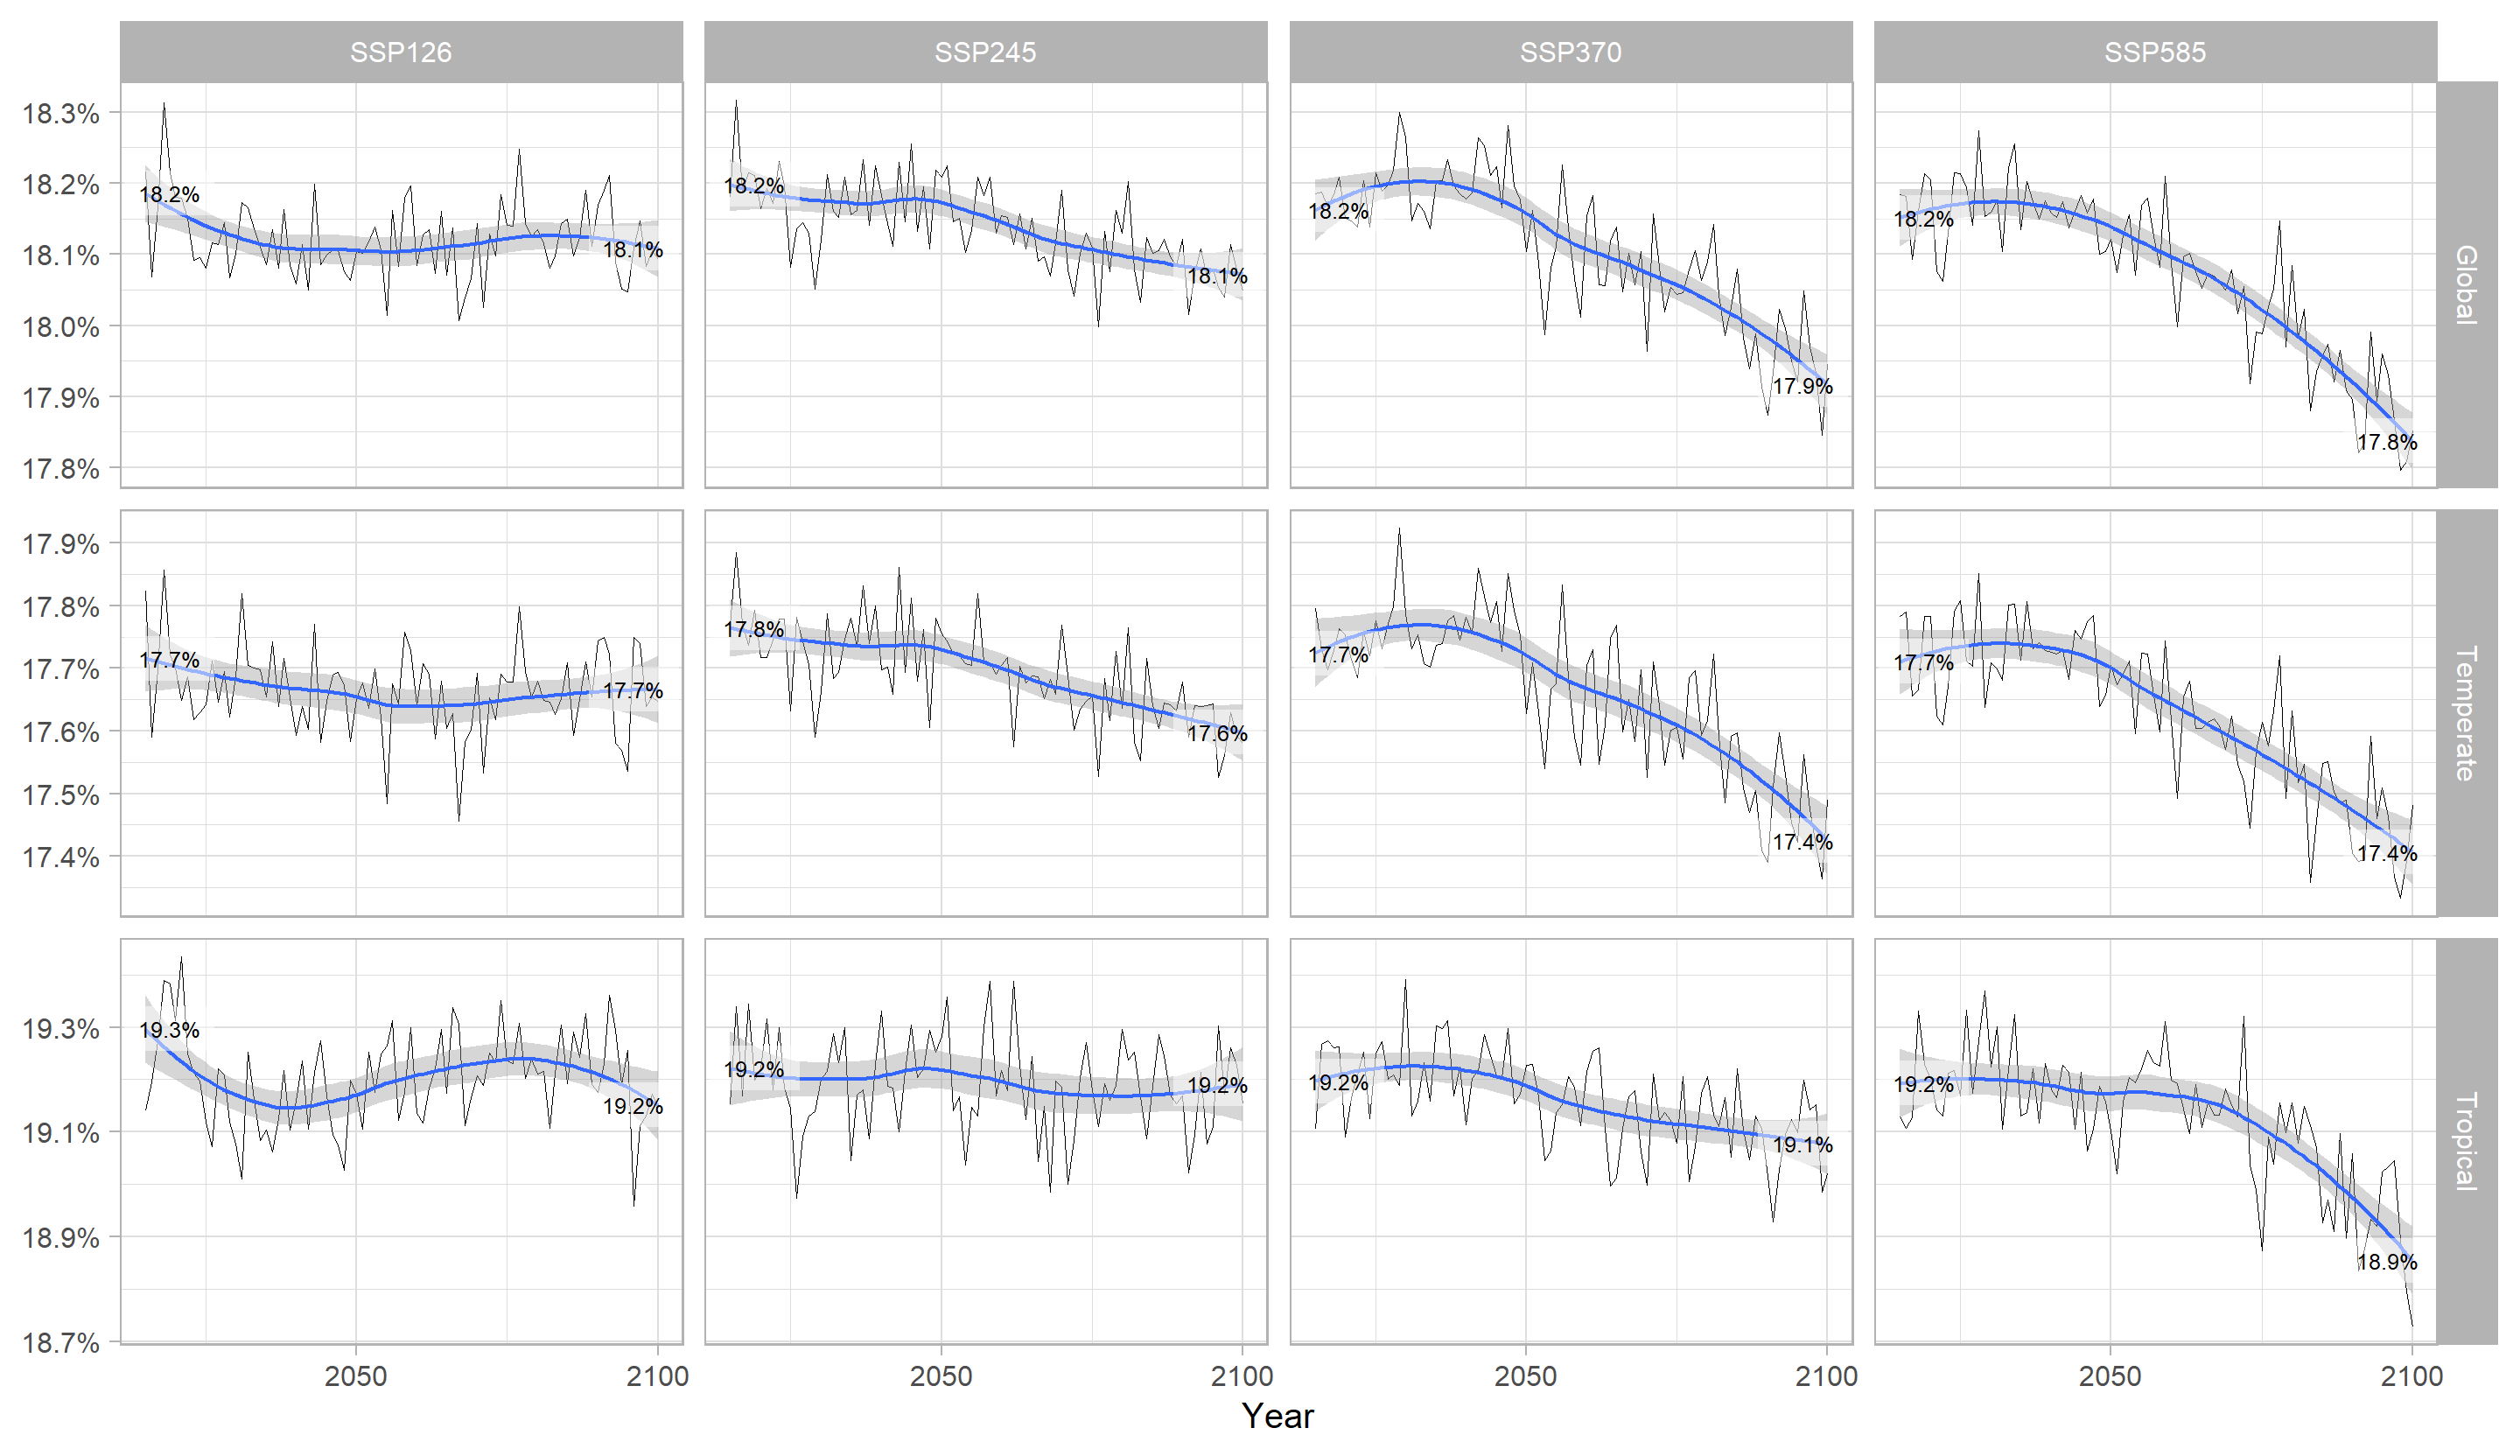 SSP126 SSP245 SSP370 SSP585
18.3%
18.2%
18.1%
18.0%
17.9%
17.8%
18.2% 18.1% 18.2% 18.1% 18.2% 17.9% 18.2% 17.8%
Global
17.9%
17.8%
17.7%
17.6%
17.5%
17.4%
17.7% 17.7% 17.8% 17.6% 17.7% 17.4% 17.7% 17.4%
Temperate
19.3%
19.1%
18.9%
18.7%
19.3% 19.2% 19.2% 19.2% 19.2% 19.1% 19.2% 18.9%
Tropical
2050 2100 2050 2100 2050 2100 2050 2100
Year